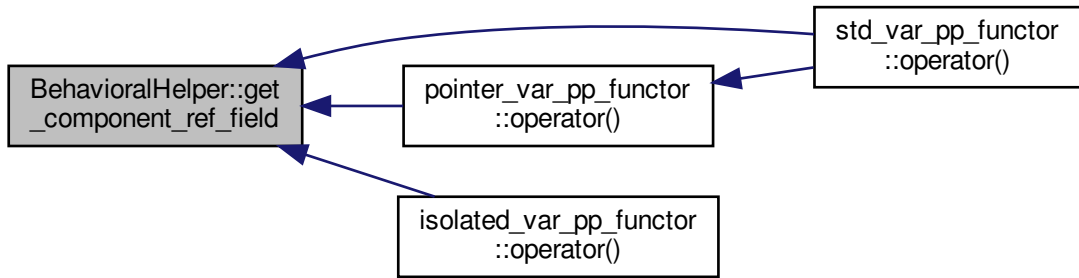 BehavioralHelper::get
_component_ref_field
pointer_var_pp_functor
::operator()
std_var_pp_functor
::operator()
isolated_var_pp_functor
::operator()